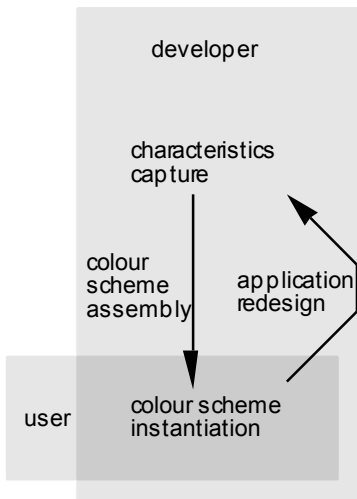 developer
characteristics
capture
colour
scheme
assembly
application
redesign
user
colour scheme
instantiation